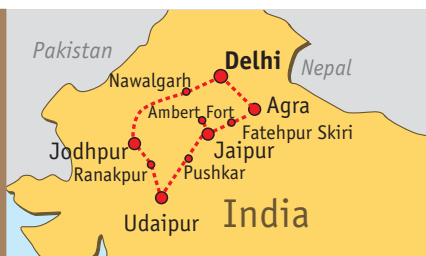 Pakistan
Delhi
Nepal
Nawalgarh
Ambert Fort
Agra
Fatehpur Skiri
Jodhpur
Jaipur
Ranakpur
Pushkar
Udaipur
India